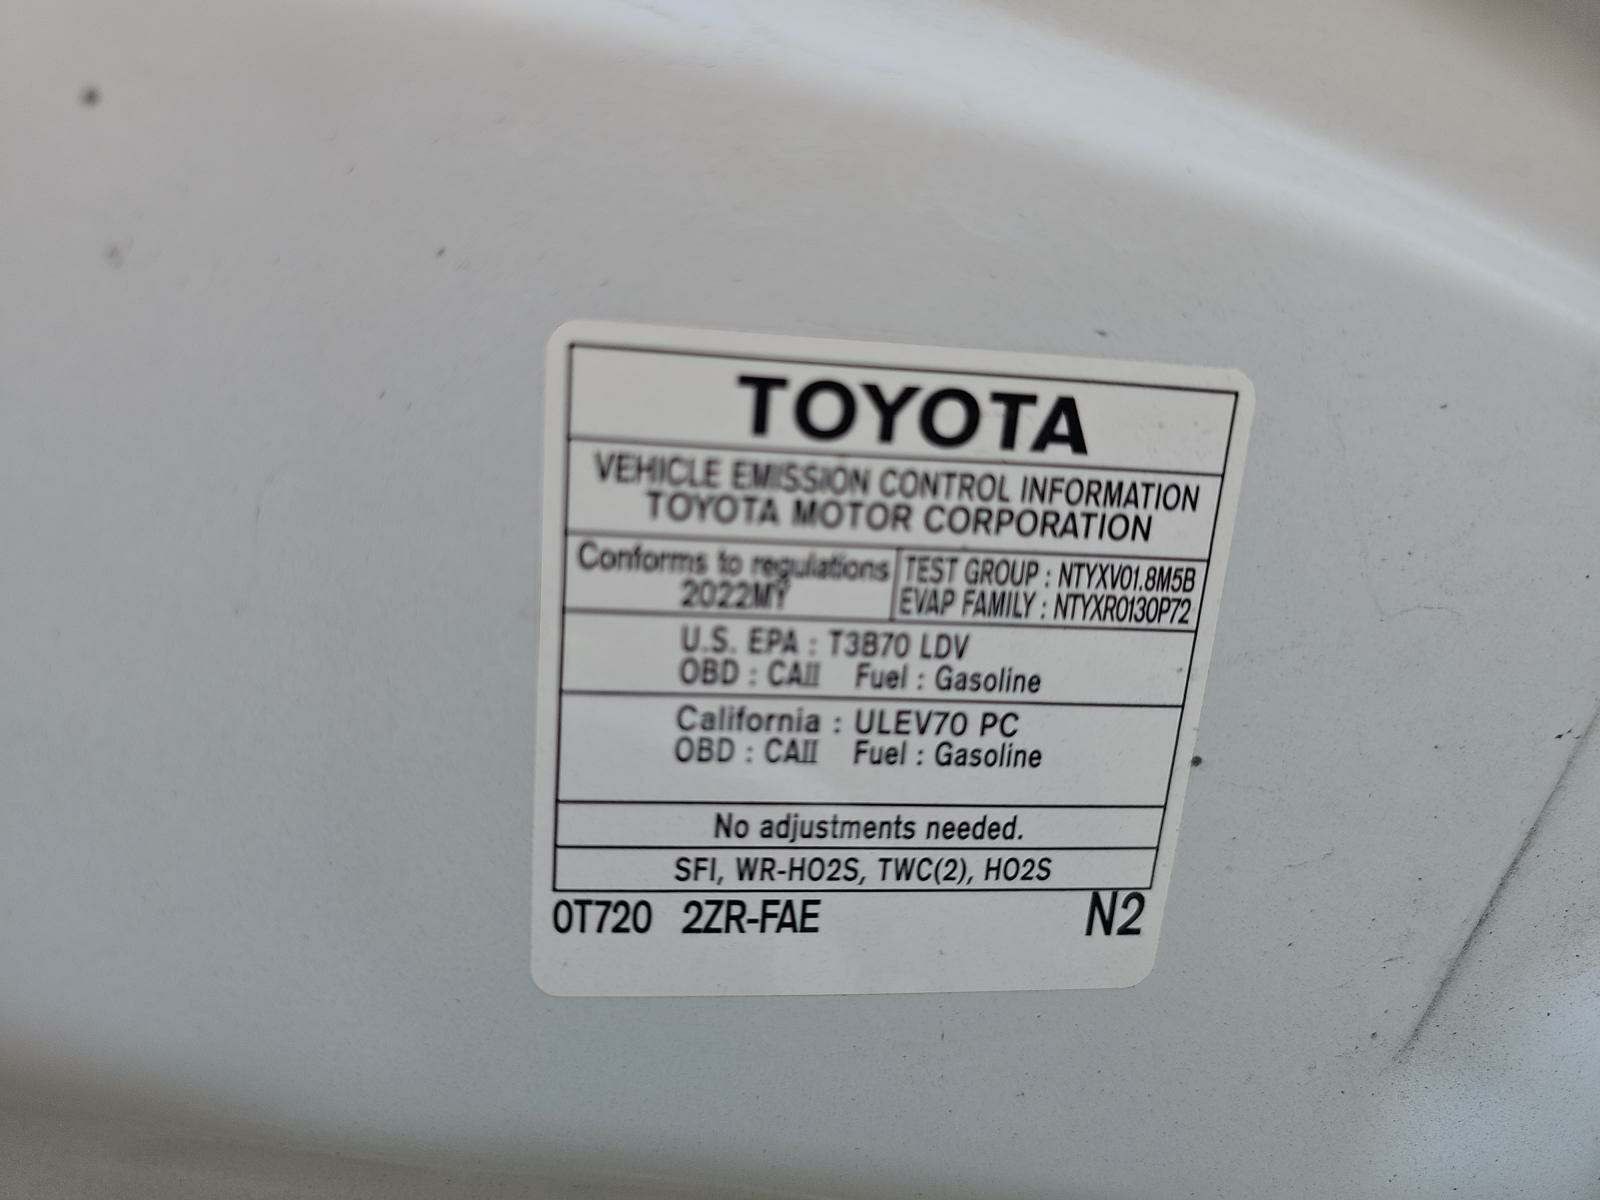 TOYOTA
VEHICLE EMISSION CONTROL INFORMATION
TOYOTA MOTOR CORPORATION
Conforms to regulations
2022MY
TEST GROUP : NTYXV01.8M5B
EVAP FAMILY : NTYXR0130P72
U.S. EPA : T3B70 LDV
OBD : CAII Fuel : Gasoline
California : ULEV70 PC
OBD : CAII Fuel : Gasoline
No adjustments needed.
SFI, WR-HO2S, TWC(2), HO2S
0T720 2ZR-FAE N2